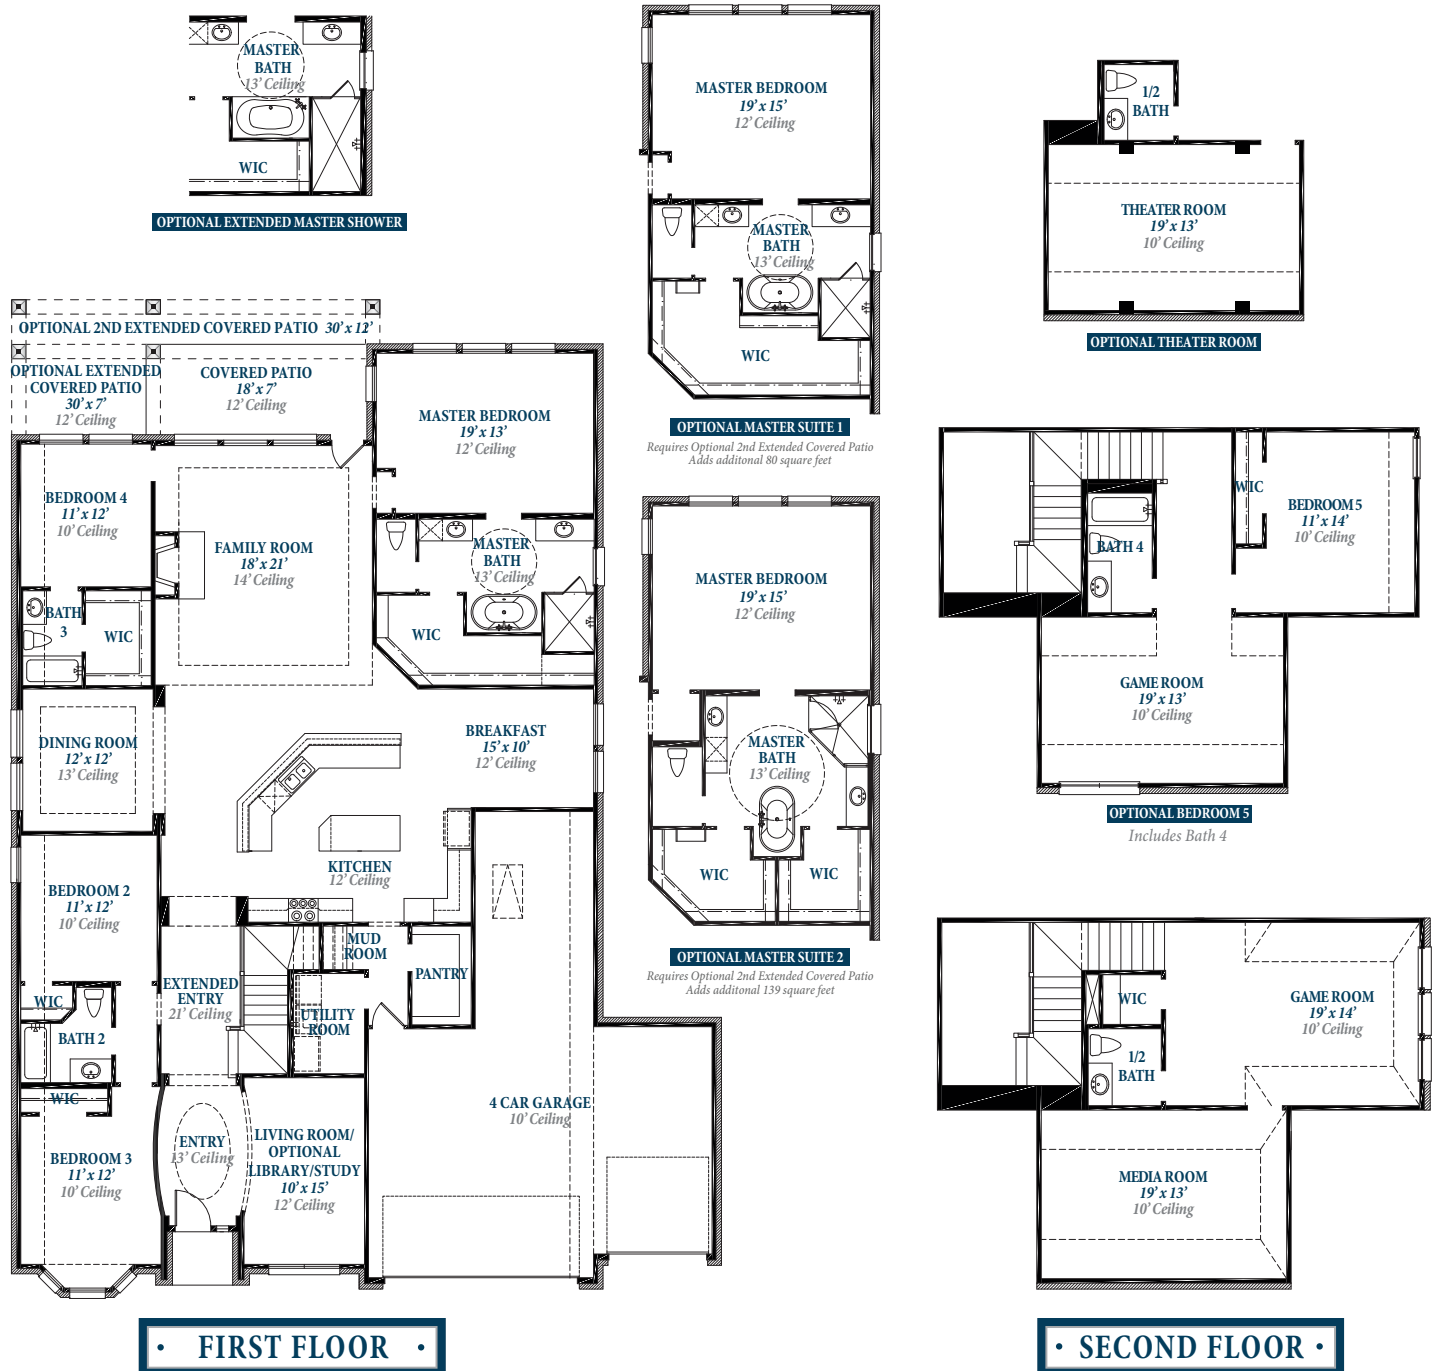 MASTER
BATH
13' Ceiling
WIC
OPTIONAL EXTENDED MASTER SHOWER
OPTIONAL 2ND EXTENDED COVERED PATIO 30' x 12'
OPTIONAL EXTENDED
COVERED PATIO
30' x 7'
12' Ceiling
COVERED PATIO
18' x 7'
12' Ceiling
MASTER BEDROOM
19' x 13'
12' Ceiling
BEDROOM 4
11' x 12'
10' Ceiling
FAMILY ROOM
18' x 21'
14' Ceiling
MASTER
BATH
13' Ceiling
BATH
3
WIC
WIC
DINING ROOM
12' x 12'
13' Ceiling
BREAKFAST
15' x 10'
12' Ceiling
KITCHEN
12' Ceiling
BEDROOM 2
11' x 12'
10' Ceiling
MUD
ROOM
PANTRY
EXTENDED
ENTRY
21' Ceiling
WIC
UTILITY
ROOM
BATH 2
WIC
4 CAR GARAGE
10' Ceiling
ENTRY
13' Ceiling
LIVING ROOM/
OPTIONAL
LIBRARY/STUDY
10' x 15'
12' Ceiling
BEDROOM 3
11' x 12'
10' Ceiling
• FIRST FLOOR •
MASTER BEDROOM
19' x 15'
12' Ceiling
MASTER
BATH
13' Ceiling
WIC
OPTIONAL MASTER SUITE 1
Requires Optional 2nd Extended Covered Patio
Adds additonal 80 square feet
MASTER BEDROOM
19' x 15'
12' Ceiling
MASTER
BATH
13' Ceiling
WIC
WIC
OPTIONAL MASTER SUITE 2
Requires Optional 2nd Extended Covered Patio
Adds additonal 139 square feet
1/2
BATH
THEATER ROOM
19' x 13'
10' Ceiling
OPTIONAL THEATER ROOM
WIC
BEDROOM 5
11' x 14'
10' Ceiling
BATH 4
GAME ROOM
19' x 13'
10' Ceiling
OPTIONAL BEDROOM 5
Includes Bath 4
WIC
GAME ROOM
19' x 14'
10' Ceiling
1/2
BATH
MEDIA ROOM
19' x 13'
10' Ceiling
• SECOND FLOOR •